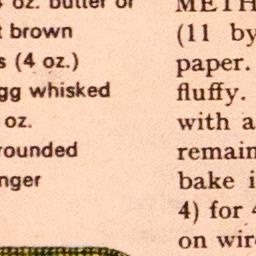 oz. butter or
brown
(4 oz.)
gg whisked
oz.
rounded
nger
METH
(11 by
paper.
fluffy.
with a
remain
bake i
4) for 4
on wir